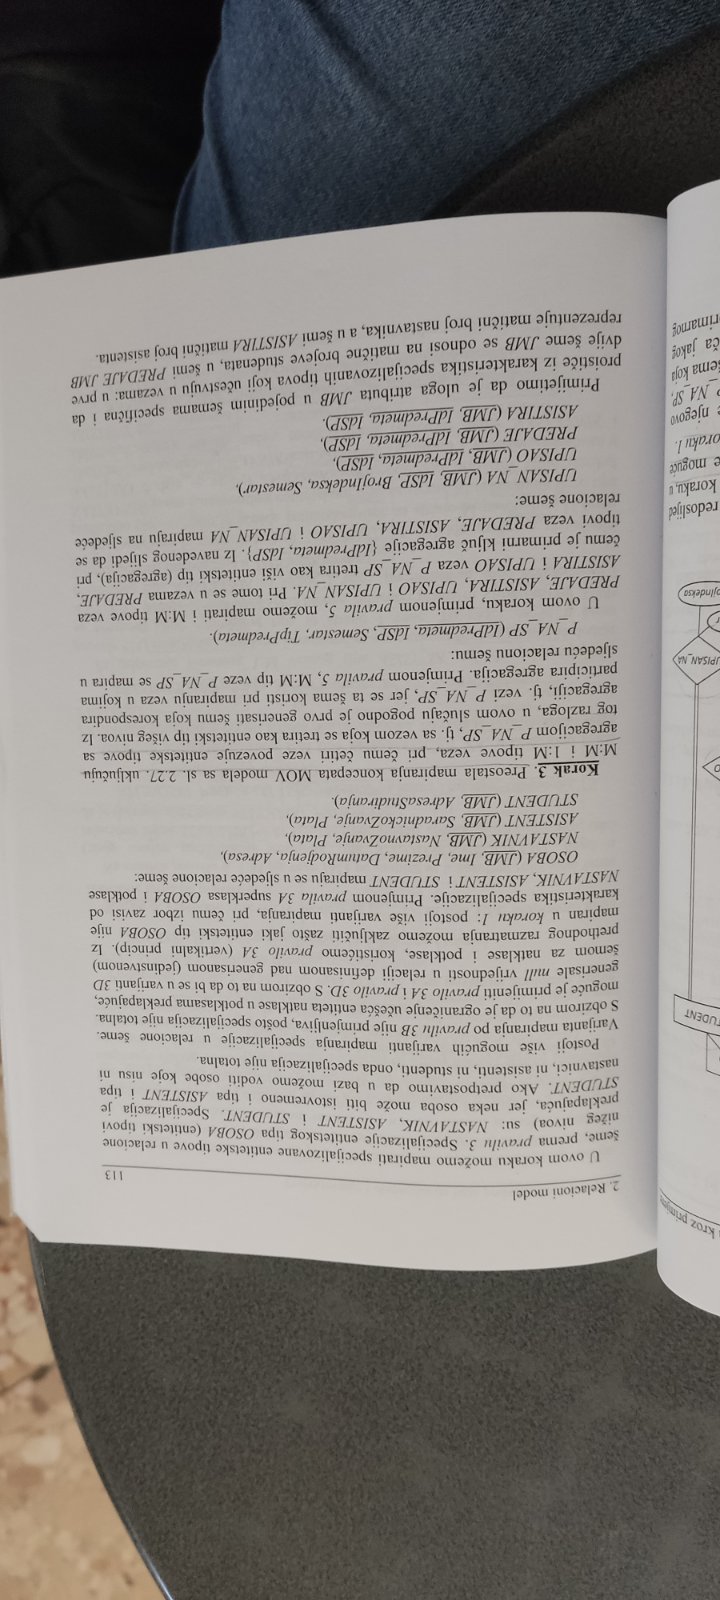 kroz primjere
TUDENT
UPISAN_NA
ojIndeksa
redoslijed
koraku, u
e moguće
oraku 1.
njegovo
P_NA_SP,
šema koja
ča jakog
rimarnog
2. Relacioni model
113
U ovom koraku možemo mapirati specijalizovane entitetske tipove u relacione
šeme, prema pravilu 3. Specijalizacije entitetskog tipa OSOBA (entitetski tipovi
nižeg nivoa) su: NASTAVNIK, ASISTENT i STUDENT. Specijalizacija je
preklapajuća, jer neka osoba može biti istovremeno i tipa ASISTENT i tipa
STUDENT. Ako pretpostavimo da u bazi možemo voditi osobe koje nisu ni
nastavnici, ni asistenti, ni studenti, onda specijalizacija nije totalna.
Postoji više mogućih varijanti mapiranja specijalizacije u relacione šeme.
Varijanta mapiranja po pravilu 3B nije primjenljiva, pošto specijalizacija nije totalna.
S obzirom na to da je ograničenje učešća entiteta natklase u potklasama preklapajuće,
moguće je primijeniti pravilo 3A i pravilo 3D. S obzirom na to da bi se u varijanti 3D
generisale null vrijednosti u relaciji definisanom nad generisanom (jedinstvenom)
šemom za natklase i potklase, koristićemo pravilo 3A (vertikalni princip). Iz
prethodnog razmatranja možemo zaključiti zašto jaki entitetski tip OSOBA nije
mapiran u koraku 1: postoji više varijanti mapiranja, pri čemu izbor zavisi od
karakteristika specijalizacije. Primjenom pravila 3A superklasa OSOBA i potklase
NASTAVNIK, ASISTENT i STUDENT mapiraju se u sljedeće relacione šeme:
OSOBA (JMB, Ime, Prezime, DatumRodjenja, Adresa),
NASTAVNIK (JMB, NastavnoZvanje, Plata),
ASISTENT (JMB, SaradnickoZvanje, Plata),
STUDENT (JMB, AdresaStudiranja).
Korak 3. Preostala mapiranja koncepata MOV modela sa sl. 2.27. uključuju
M:M i 1:M tipove veza, pri čemu četiri veze povezuje entitetske tipove sa
agregacijom P_NA_SP, tj. sa vezom koja se tretira kao entitetski tip višeg nivoa. Iz
tog razloga, u ovom slučaju pogodno je prvo generisati šemu koja korespondira
agregaciji, tj. vezi P_NA_SP, jer se ta šema koristi pri mapiranju veza u kojima
participira agregacija. Primjenom pravila 5, M:M tip veze P_NA_SP se mapira u
sljedeću relacionu šemu:
P_NA_SP (IdPredmeta, IdSP, Semestar, TipPredmeta).
U ovom koraku, primjenom pravila 5, možemo mapirati i M:M tipove veza
PREDAJE, ASISTIRA, UPISAO i UPISAN_NA. Pri tome se u vezama PREDAJE,
ASISTIRA i UPISAO veza P_NA_SP tretira kao viši entitetski tip (agregacija), pri
čemu je primarni ključ agregacije {IdPredmeta, IdSP}. Iz navedenog slijedi da se
tipovi veza PREDAJE, ASISTIRA, UPISAO i UPISAN_NA mapiraju na sljedeće
relacione šeme:
UPISAN_NA (JMB, IdSP, BrojIndeksa, Semestar),
UPISAO (JMB, IdPredmeta, IdSP),
PREDAJE (JMB, IdPredmeta, IdSP),
ASISTIRA (JMB, IdPredmeta, IdSP).
Primijetimo da je uloga atributa JMB u pojedinim šemama specifična i da
proističe iz karakteristika specijalizovanih tipova koji učestvuju u vezama: u prve
dvije šeme JMB se odnosi na matične brojeve studenata, u šemi PREDAJE JMB
reprezentuje matični broj nastavnika, a u šemi ASISTIRA matični broj asistenta.